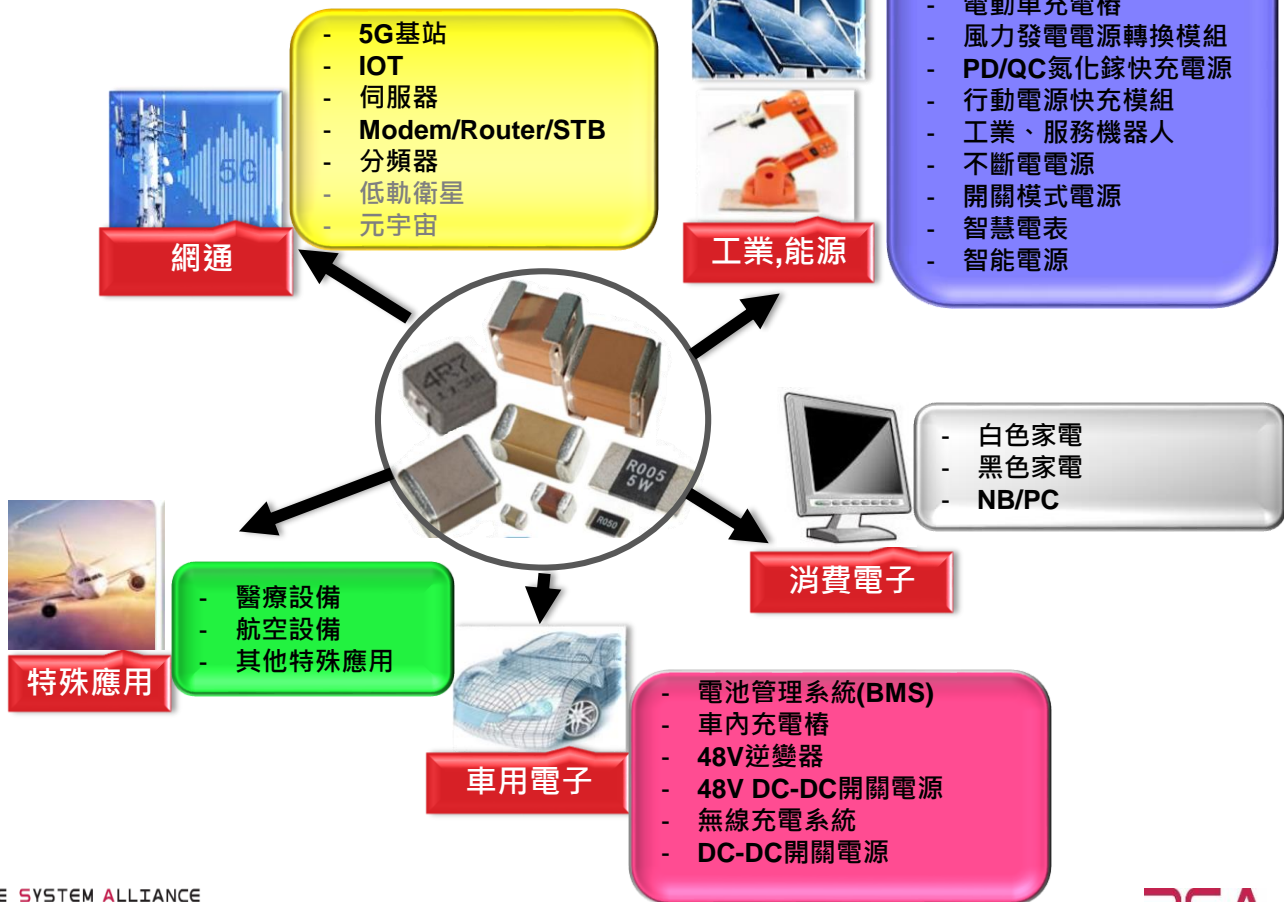 - 5G基站
- IOT
- 伺服器
- Modem/Router/STB
- 分頻器
- 低軌衛星
- 元宇宙
5G
網通
- 電動車充電樁
- 風力發電電源轉換模組
- PD/QC氮化鎵快充電源
- 行動電源快充模組
- 工業、服務機器人
- 不斷電電源
- 開關模式電源
- 智慧電表
- 智能電源
工業,能源
4R7
R005
5W
R050
- 白色家電
- 黑色家電
- NB/PC
消費電子
- 醫療設備
- 航空設備
- 其他特殊應用
特殊應用
- 電池管理系統(BMS)
- 車內充電樁
- 48V逆變器
- 48V DC-DC開關電源
- 無線充電系統
- DC-DC開關電源
車用電子
E SYSTEM ALLIANCE